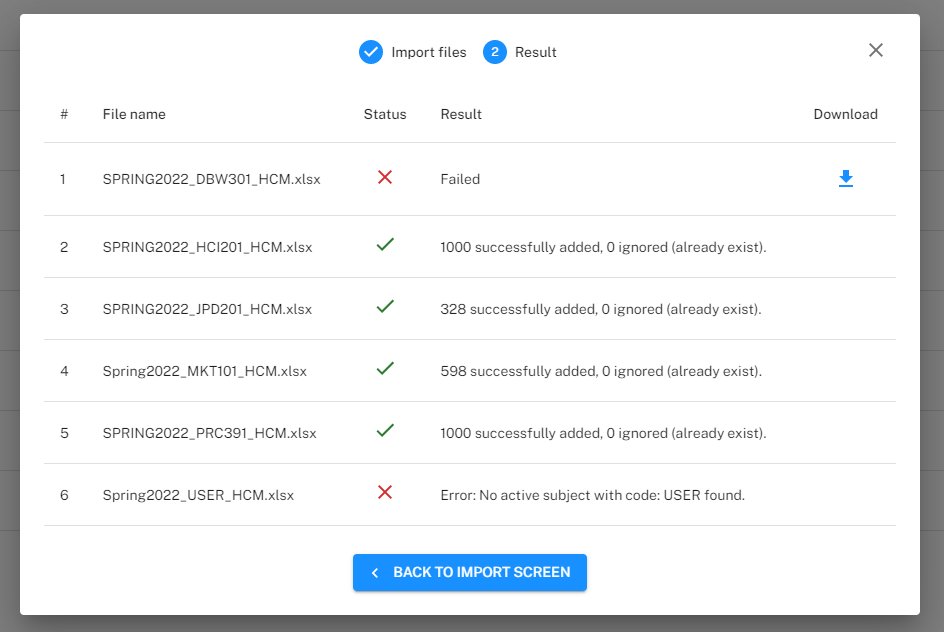 Import files 2 Result
# File name Status Result Download
1 SPRING2022_DBW301_HCM.xlsx Failed
2 SPRING2022_HCI201_HCM.xlsx 1000 successfully added, 0 ignored (already exist).
3 SPRING2022_JPD201_HCM.xlsx 328 successfully added, 0 ignored (already exist).
4 Spring2022_MKT101_HCM.xlsx 598 successfully added, 0 ignored (already exist).
5 SPRING2022_PRC391_HCM.xlsx 1000 successfully added, 0 ignored (already exist).
6 Spring2022_USER_HCM.xlsx Error: No active subject with code: USER found.
BACK TO IMPORT SCREEN